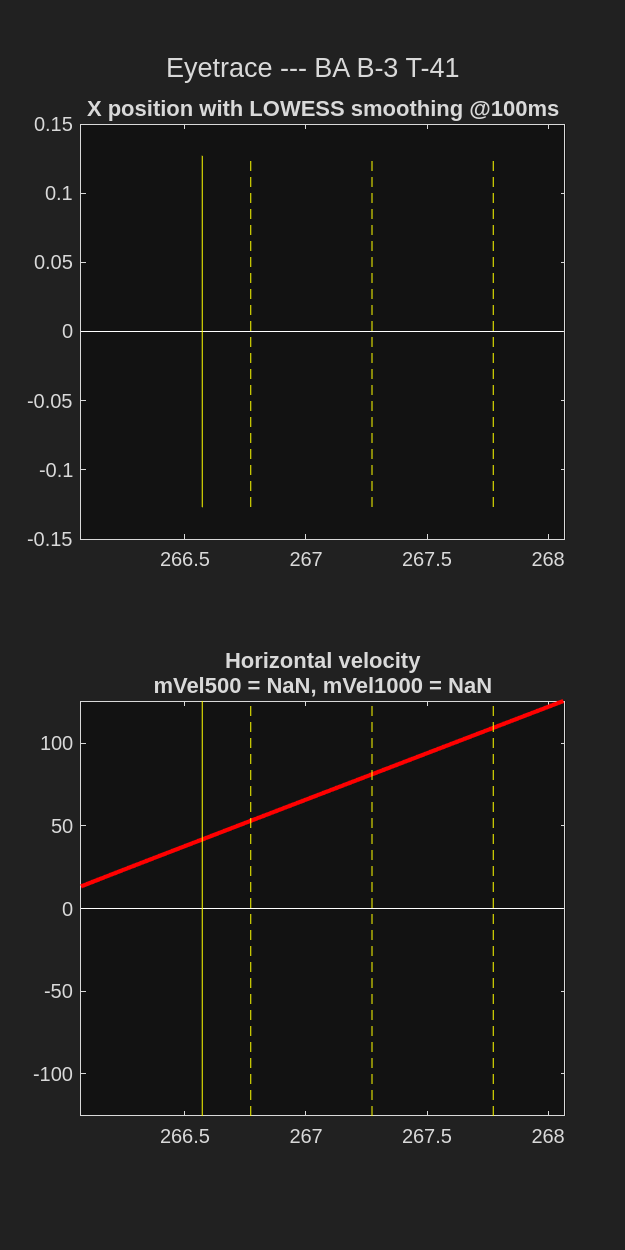 Eyetrace --- BA B-3 T-41
X position with LOWESS smoothing @100ms
0.15
0.1
0.05
0
-0.05
-0.1
-0.15
266.5 267 267.5 268
Horizontal velocity
mVel500 = NaN, mVel1000 = NaN
100
50
0
-50
-100
266.5 267 267.5 268